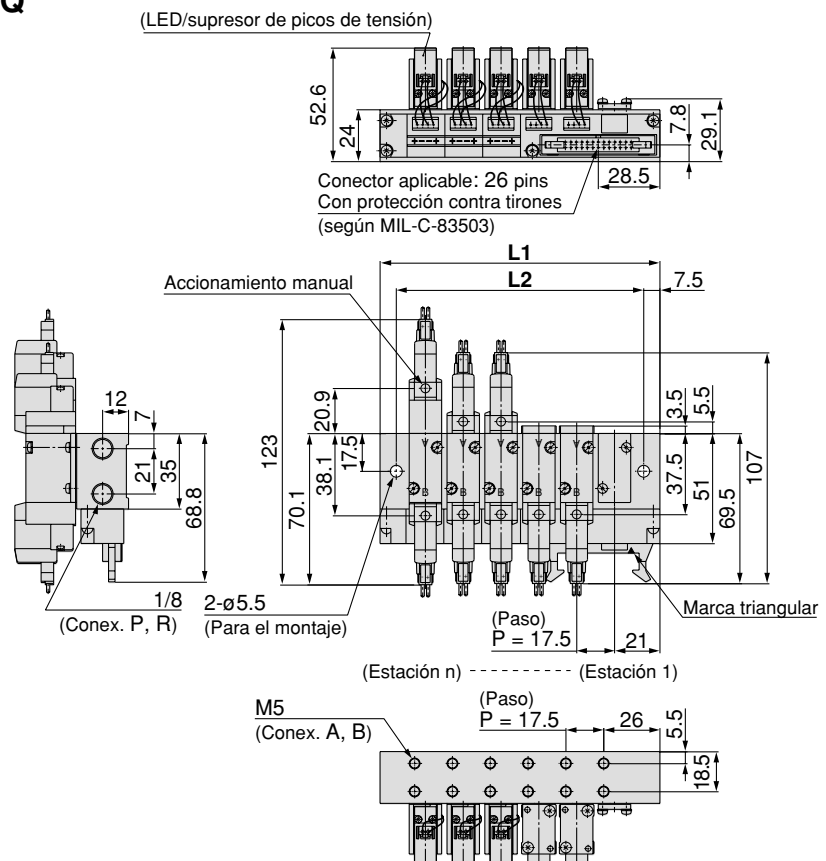 Q
(LED/supresor de picos de tensión)
52.6
24
7.8
29.1
28.5
Conector aplicable: 26 pins
Con protección contra tirones
(según MIL-C-83503)
L1
L2
7.5
Accionamiento manual
12
7
21
35
68.8
123
70.1
38.1
20.9
17.5
3.5
5.5
37.5
51
69.5
107
B
B
B
B
B
1/8
(Conex. P, R)
2-ø5.5
(Para el montaje)
(Paso)
P = 17.5
21
Marca triangular
(Estación n) - - - - - - - - - (Estación 1)
(Paso)
P = 17.5
26
5.5
18.5
M5
(Conex. A, B)